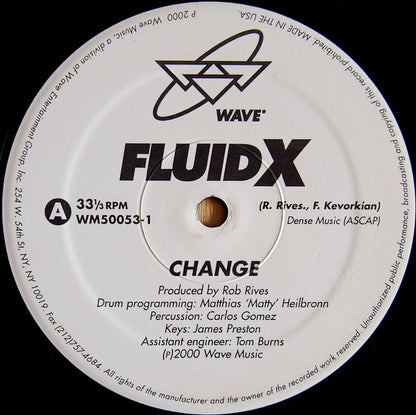 WAVE®
FLUIDX
A
33⅓ RPM
WM50053-1
(R. Rives., F. Kevorkian)
Dense Music (ASCAP)
CHANGE
Produced by Rob Rives
Drum programming: Matthias 'Matty' Heilbronn
Percussion: Carlos Gomez
Keys: James Preston
Assistant engineer: Tom Burns
(P)2000 Wave Music
P 2000 Wave Music, a division of Wave Entertainment Group, Inc. 254 W. 54th St, NY, NY 10019. Fax (212)757-4684. All rights of the manufacturer and the owner of the recorded work reserved. Unauthorized public performance, broadcasting and copying of this record prohibited. MADE IN THE USA.